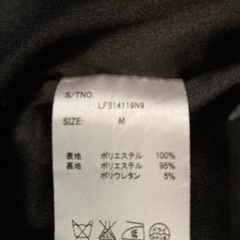 S/TNO.
LF514119N9
SIZE: M
表地 ポリエステル 100%
裏地 ポリエステル 95%
ポリウレタン 5%